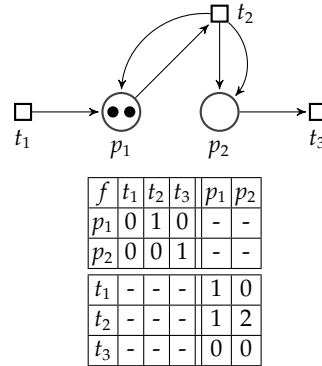 t₂
t₁ p₁ p₂ t₃
f t₁ t₂ t₃ p₁ p₂
p₁ 0 1 0 - -
p₂ 0 0 1 - -
t₁ - - - 1 0
t₂ - - - 1 2
t₃ - - - 0 0